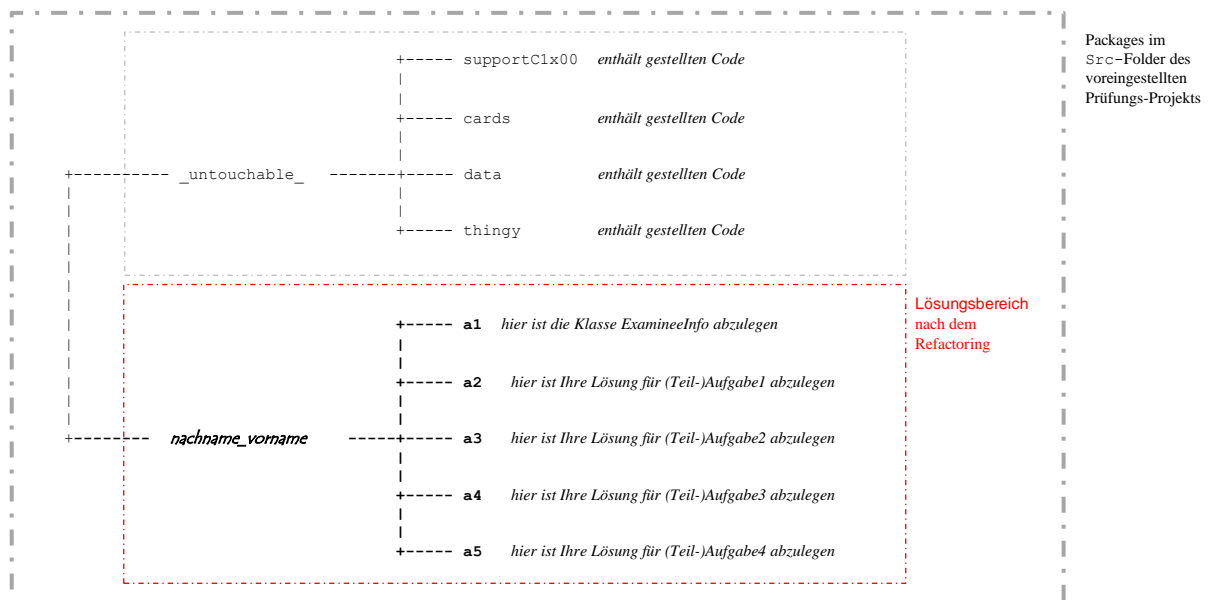 Packages im
Src-Folder des
voreingestellten
Prüfungs-Projekts
+----- supportC1x00 enthält gestellten Code
|
|
+----- cards enthält gestellten Code
|
|
+---------- _untouchable_ -------+----- data enthält gestellten Code
|
|
+----- thingy enthält gestellten Code
Lösungsbereich
nach dem
Refactoring
+----- a1 hier ist die Klasse ExamineeInfo abzulegen
|
|
+----- a2 hier ist Ihre Lösung für (Teil-)Aufgabe1 abzulegen
|
|
+--------- nachname_vorname -----+----- a3 hier ist Ihre Lösung für (Teil-)Aufgabe2 abzulegen
|
|
+----- a4 hier ist Ihre Lösung für (Teil-)Aufgabe3 abzulegen
|
|
+----- a5 hier ist Ihre Lösung für (Teil-)Aufgabe4 abzulegen